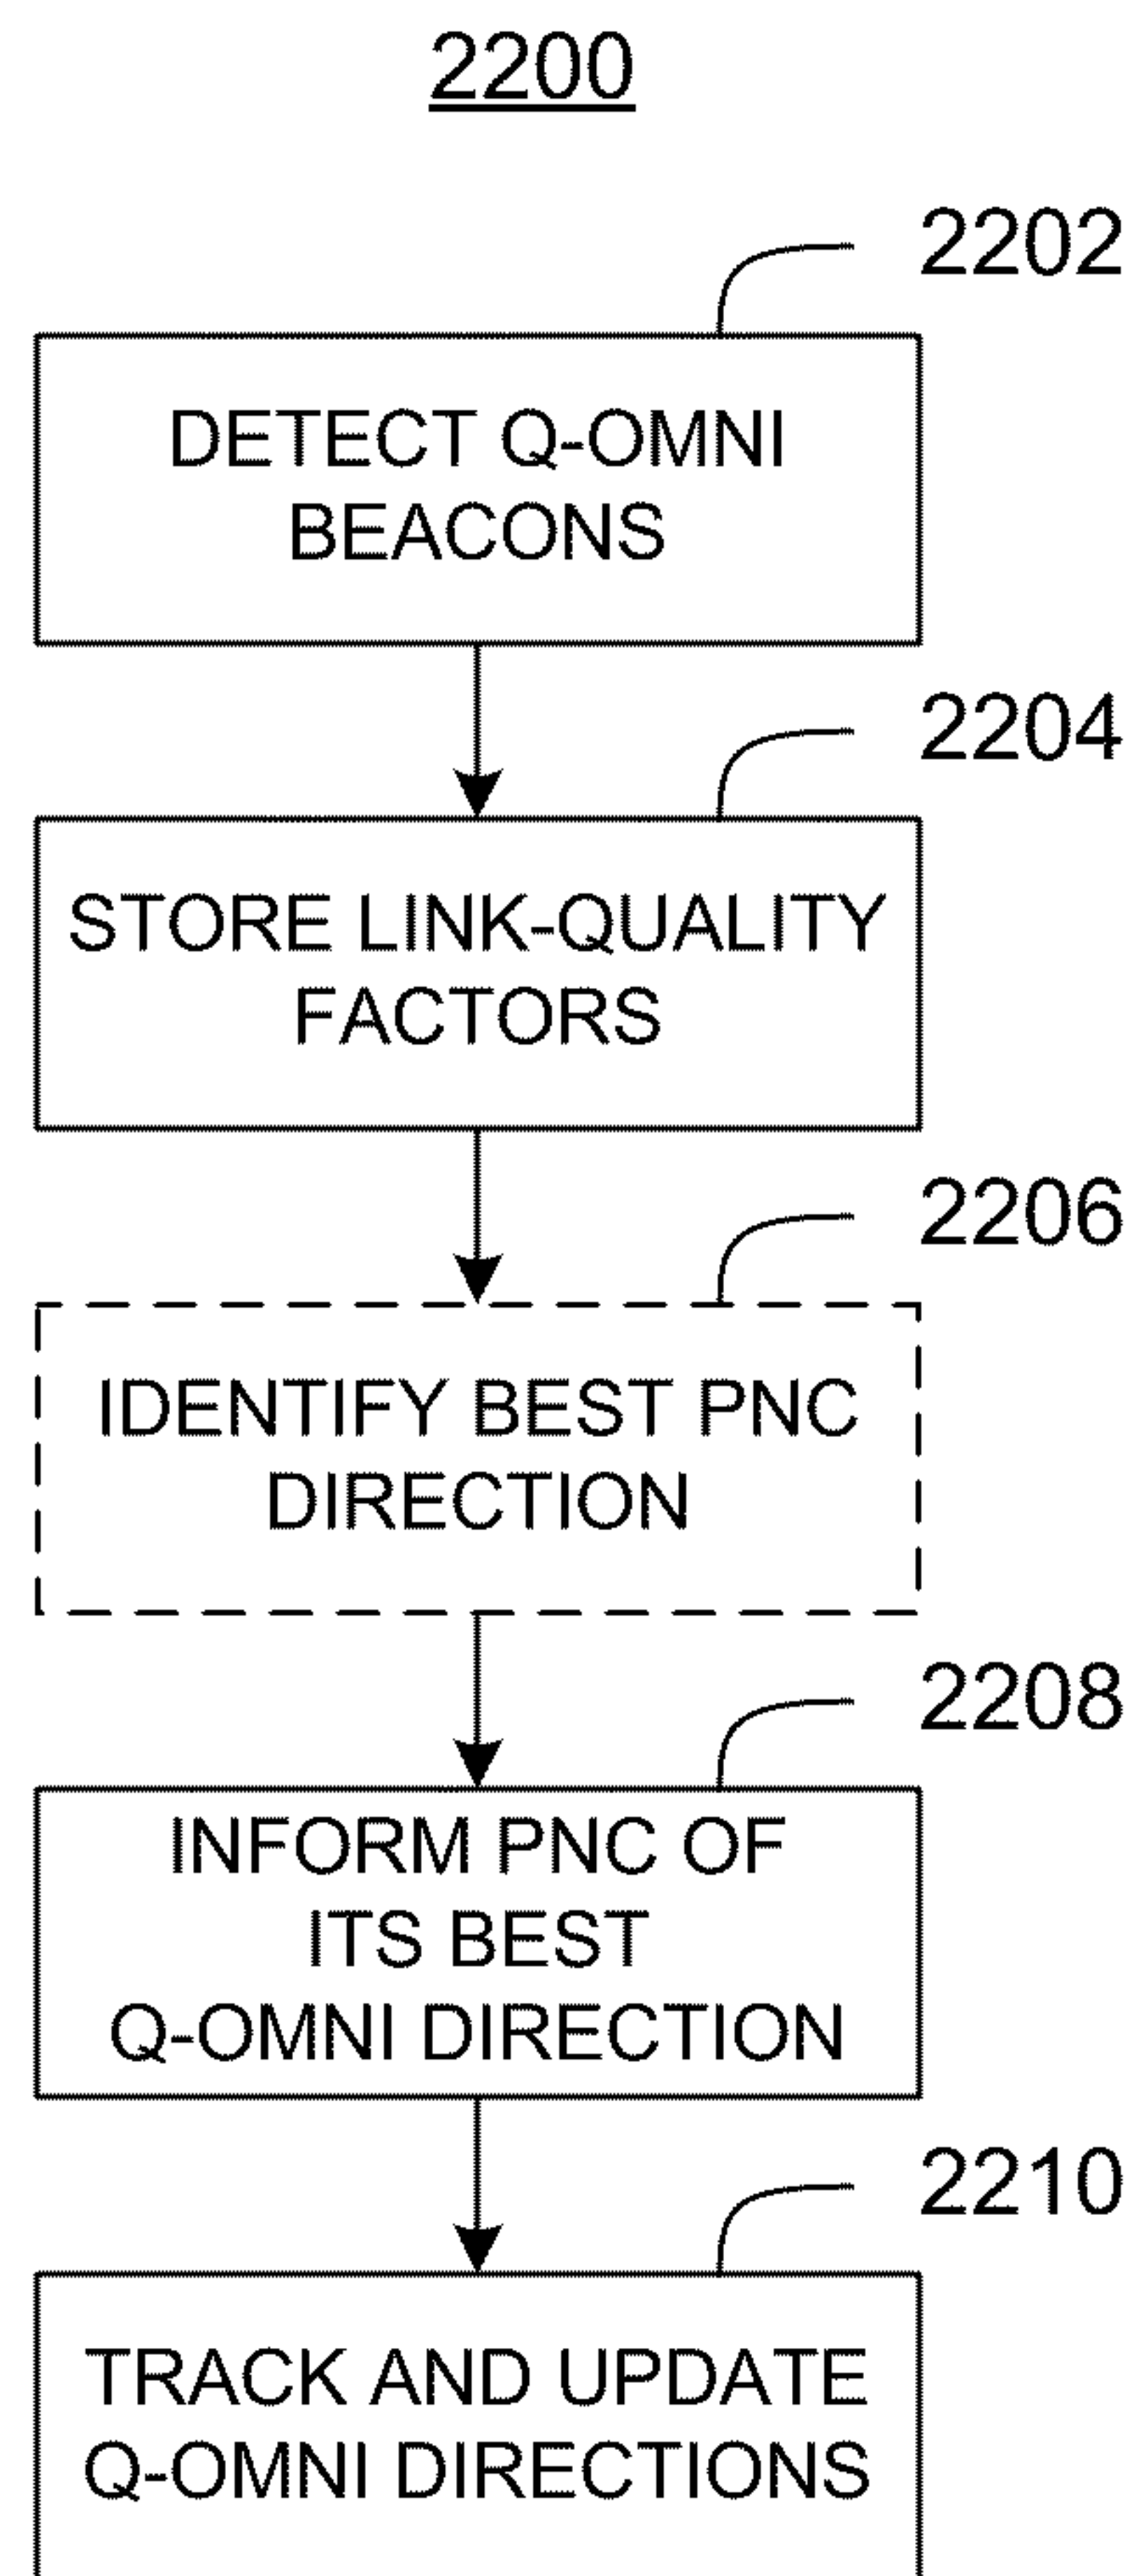 2200
2202
DETECT Q-OMNI
BEACONS
2204
STORE LINK-QUALITY
FACTORS
2206
IDENTIFY BEST PNC
DIRECTION
2208
INFORM PNC OF
ITS BEST
Q-OMNI DIRECTION
2210
TRACK AND UPDATE
Q-OMNI DIRECTIONS